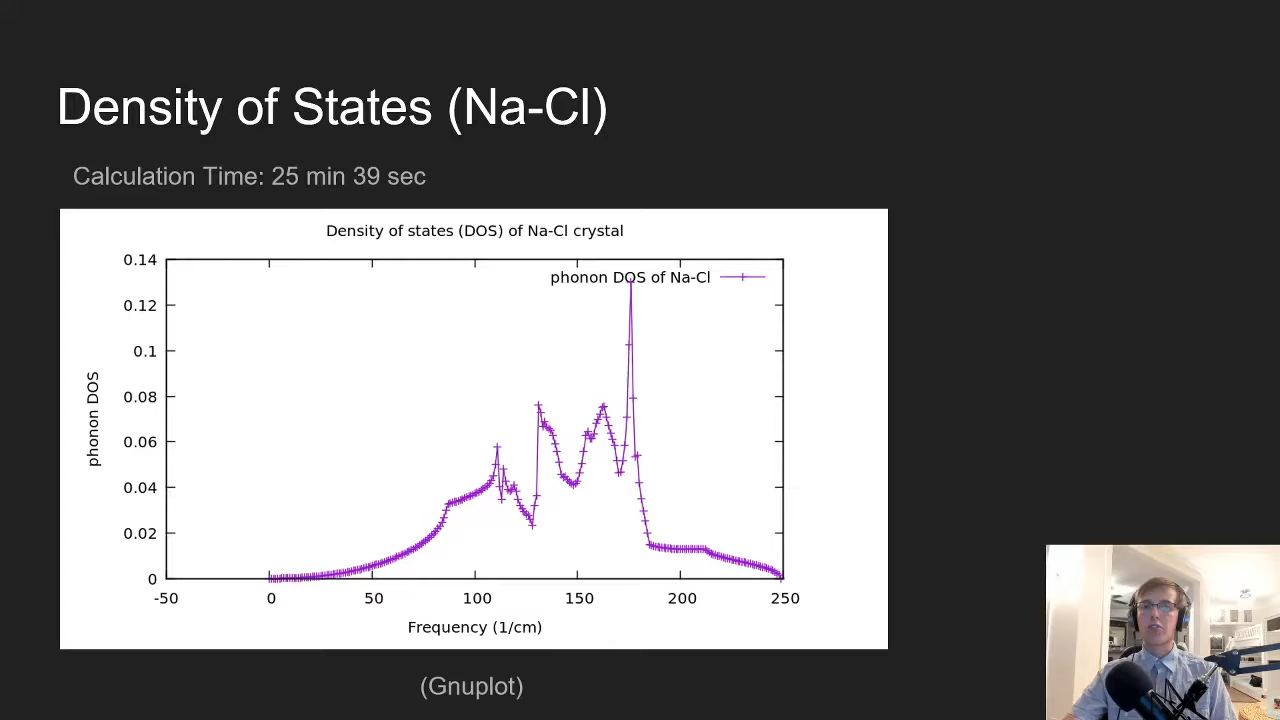 Density of States (Na-Cl)
Calculation Time: 25 min 39 sec
Density of states (DOS) of Na-Cl crystal
phonon DOS of Na-Cl
0.14
0.12
0.1
0.08
0.06
0.04
0.02
0
phonon DOS
-50 0 50 100 150 200 250
Frequency (1/cm)
(Gnuplot)